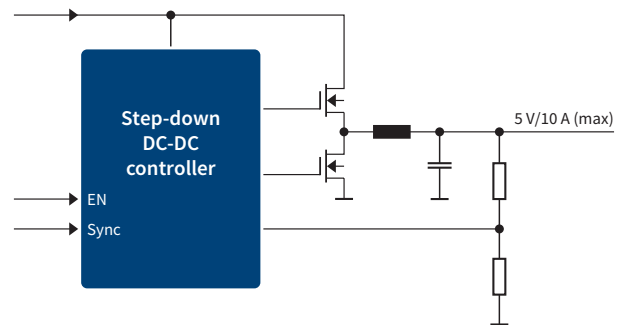 5 V/10 A (max)
Step-down
DC-DC
controller
EN
Sync